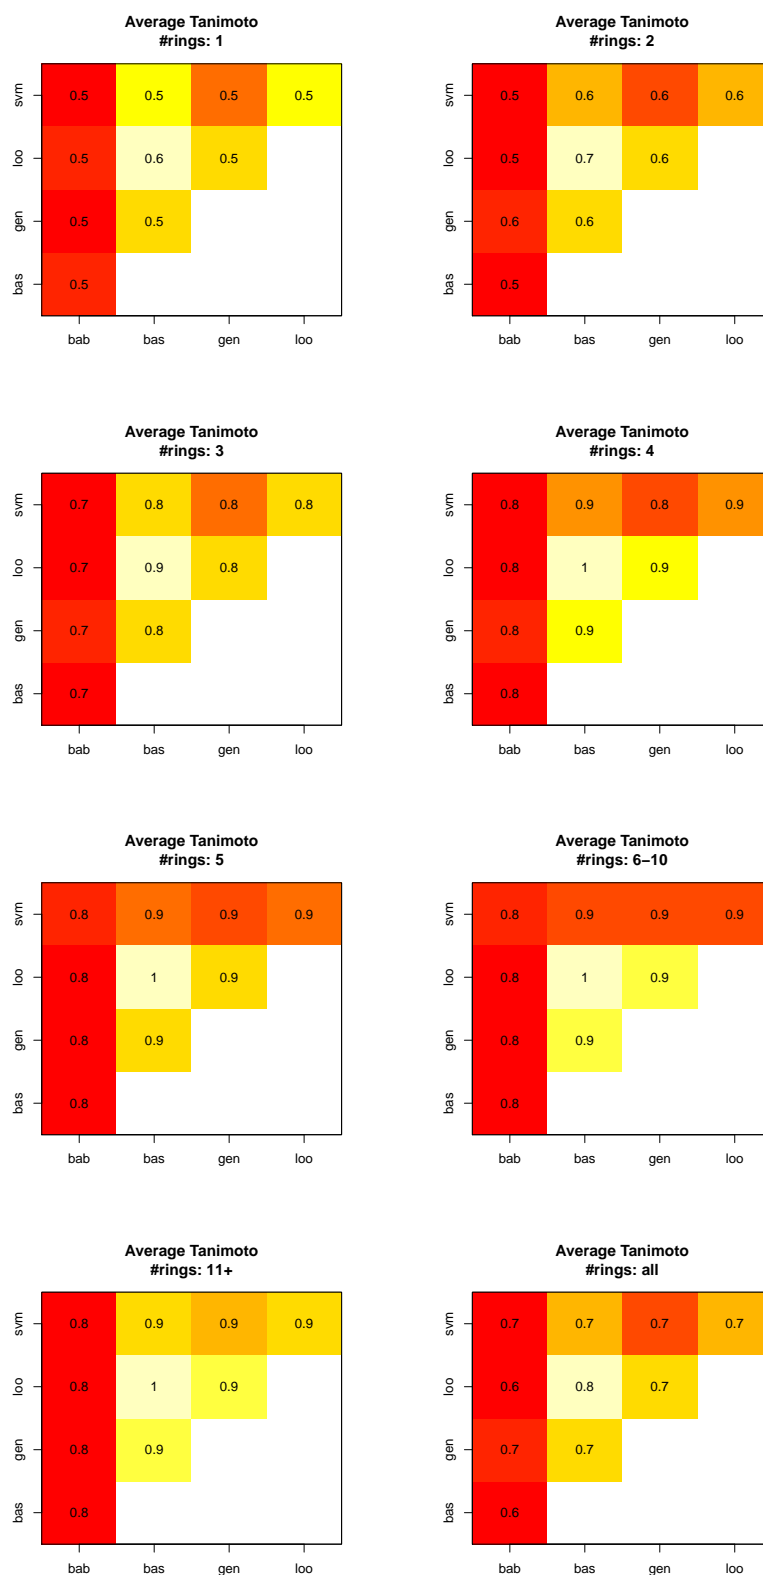 Average Tanimoto
#rings: 1
svm
0.5 0.5 0.5 0.5
loo
0.5 0.6 0.5
gen
0.5 0.5
bas
0.5
bab bas gen loo
Average Tanimoto
#rings: 2
svm
0.5 0.6 0.6 0.6
loo
0.5 0.7 0.6
gen
0.6 0.6
bas
0.5
bab bas gen loo
Average Tanimoto
#rings: 3
svm
0.7 0.8 0.8 0.8
loo
0.7 0.9 0.8
gen
0.7 0.8
bas
0.7
bab bas gen loo
Average Tanimoto
#rings: 4
svm
0.8 0.9 0.8 0.9
loo
0.8 1 0.9
gen
0.8 0.9
bas
0.8
bab bas gen loo
Average Tanimoto
#rings: 5
svm
0.8 0.9 0.9 0.9
loo
0.8 1 0.9
gen
0.8 0.9
bas
0.8
bab bas gen loo
Average Tanimoto
#rings: 6−10
svm
0.8 0.9 0.9 0.9
loo
0.8 1 0.9
gen
0.8 0.9
bas
0.8
bab bas gen loo
Average Tanimoto
#rings: 11+
svm
0.8 0.9 0.9 0.9
loo
0.8 1 0.9
gen
0.8 0.9
bas
0.8
bab bas gen loo
Average Tanimoto
#rings: all
svm
0.7 0.7 0.7 0.7
loo
0.6 0.8 0.7
gen
0.7 0.7
bas
0.6
bab bas gen loo